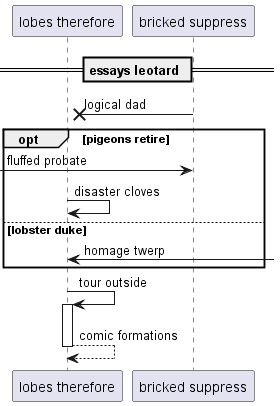 lobes therefore bricked suppress
essays leotard
logical dad
opt [pigeons retire]
fluffed probate
disaster cloves
[lobster duke]
homage twerp
tour outside
comic formations
lobes therefore bricked suppress